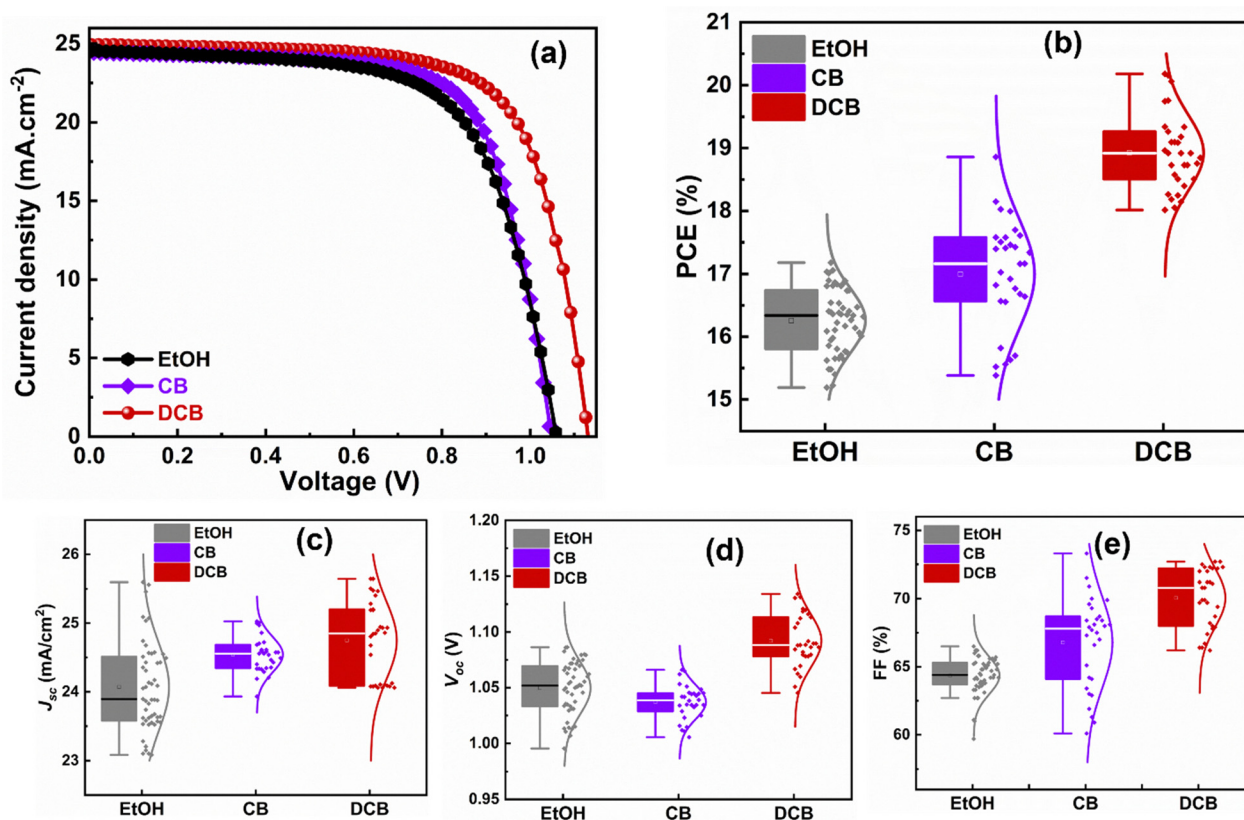 (a)
Current density (mA.cm-2)
25
20
15
10
5
0
EtOH
CB
DCB
0.0 0.2 0.4 0.6 0.8 1.0
Voltage (V)
(b)
EtOH
CB
DCB
PCE (%)
21
20
19
18
17
16
15
EtOH CB DCB
(c)
EtOH
CB
DCB
Jsc (mA/cm2)
26
25
24
23
EtOH CB DCB
(d)
EtOH
CB
DCB
Voc (V)
1.20
1.15
1.10
1.05
1.00
0.95
EtOH CB DCB
(e)
EtOH
CB
DCB
FF (%)
75
70
65
60
EtOH CB DCB